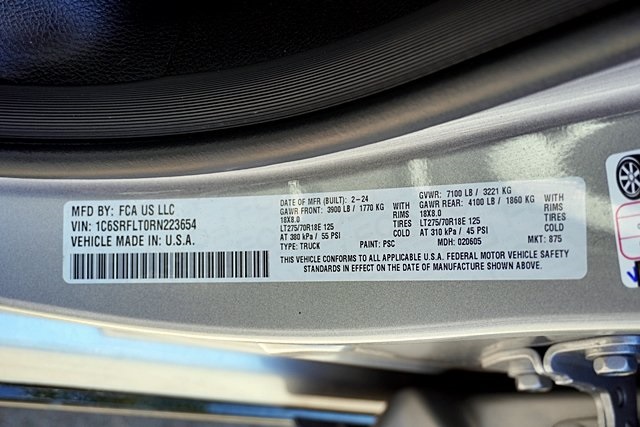 MFD BY: FCA US LLC
VIN: 1C6SRFLT0RN223654
VEHICLE MADE IN U.S.A.
DATE OF MFR (BUILT): 2-24
GAWR FRONT: 3900 LB / 1770 KG WITH
18X8.0 RIMS
LT275/70R18E 125 TIRES
AT 380 kPa / 55 PSI COLD
TYPE: TRUCK PAINT: PSC
GVWR: 7100 LB / 3221 KG
GAWR REAR: 4100 LB / 1860 KG WITH
18X8.0 RIMS
LT275/70R18E 125 TIRES
AT 310 kPa / 45 PSI COLD
MDH: 020605 MKT: 875
THIS VEHICLE CONFORMS TO ALL APPLICABLE U.S.A. FEDERAL MOTOR VEHICLE SAFETY
STANDARDS IN EFFECT ON THE DATE OF MANUFACTURE SHOWN ABOVE.